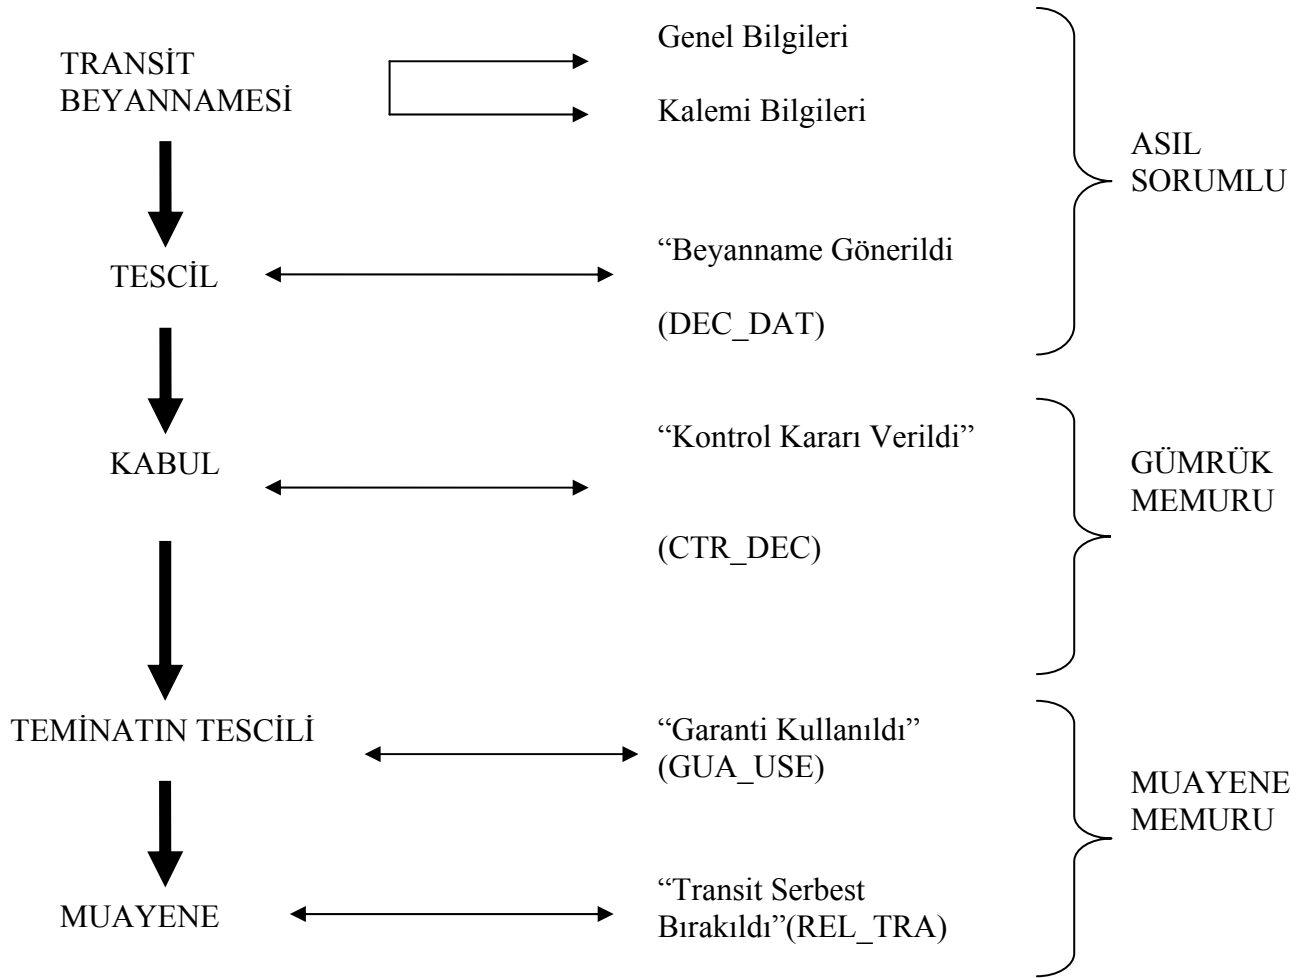 TRANSİT
BEYANNAMESİ
Genel Bilgileri
Kalemi Bilgileri
ASIL
SORUMLU
TESCİL
“Beyanname Gönerildi
(DEC_DAT)
KABUL
“Kontrol Kararı Verildi”
(CTR_DEC)
GÜMRÜK
MEMURU
TEMİNATIN TESCİLİ
“Garanti Kullanıldı”
(GUA_USE)
MUAYENE
MEMURU
MUAYENE
“Transit Serbest
Bırakıldı”(REL_TRA)